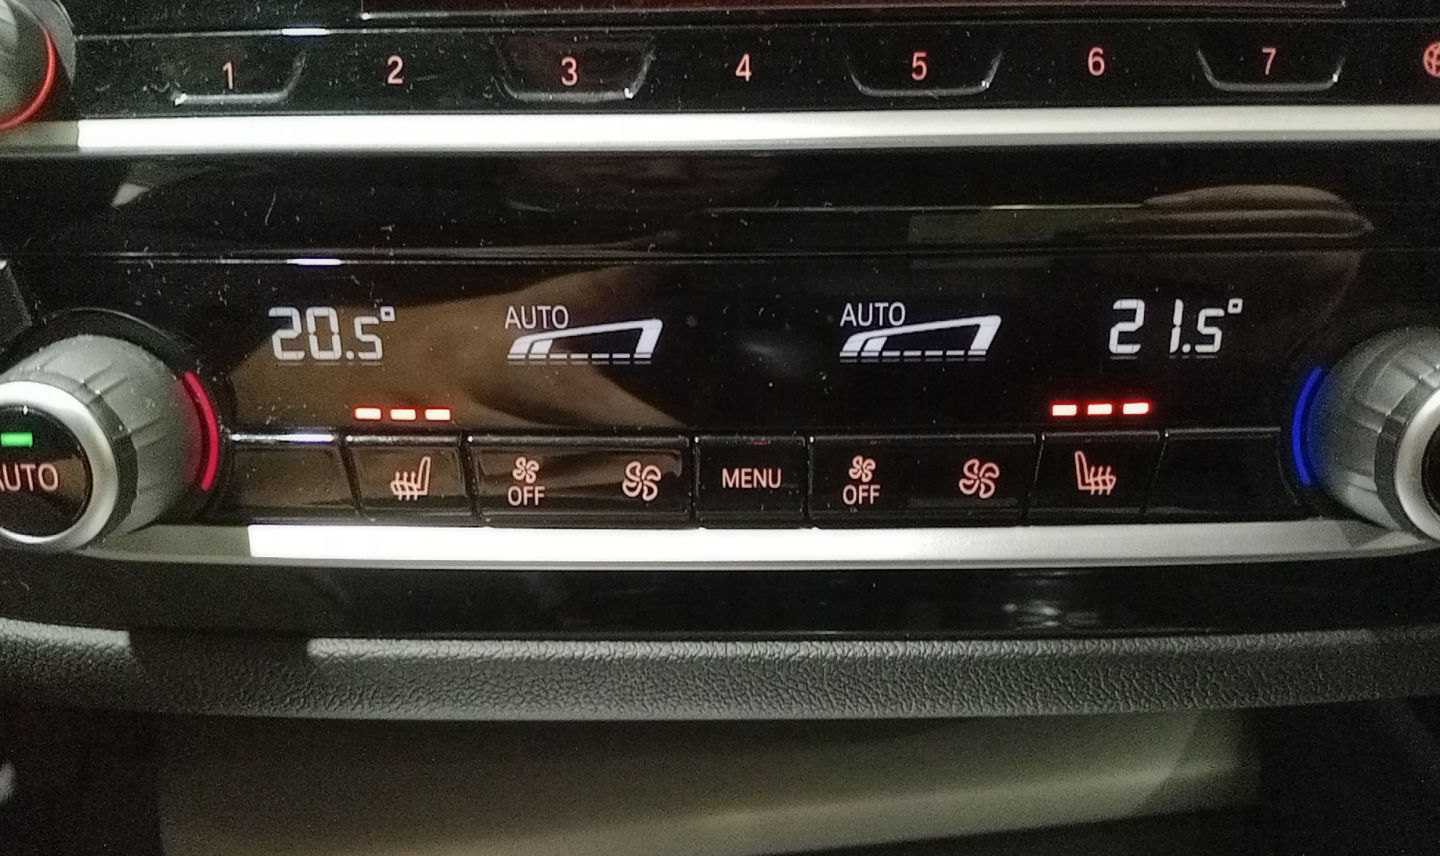 1 2 3 4 5 6 7
20.5° AUTO AUTO 21.5°
AUTO OFF MENU OFF